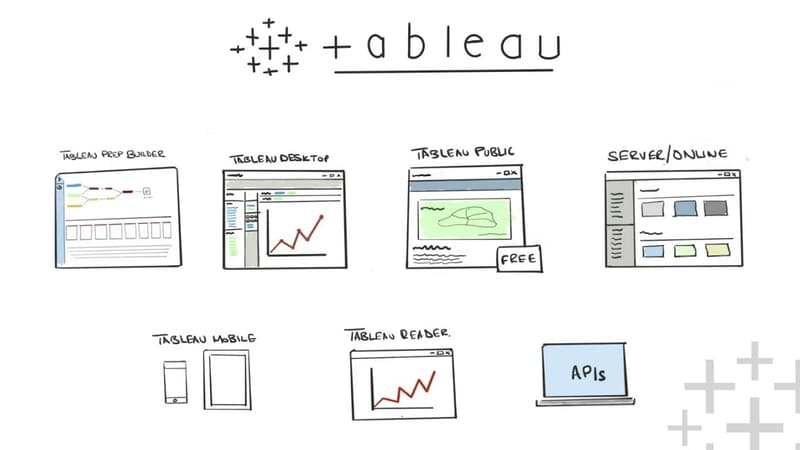 tableau
TABLEAU PREP BUILDER
TABLEAU DESKTOP
TABLEAU PUBLIC
SERVER/ONLINE
FREE
TABLEAU MOBILE
TABLEAU READER.
APIs